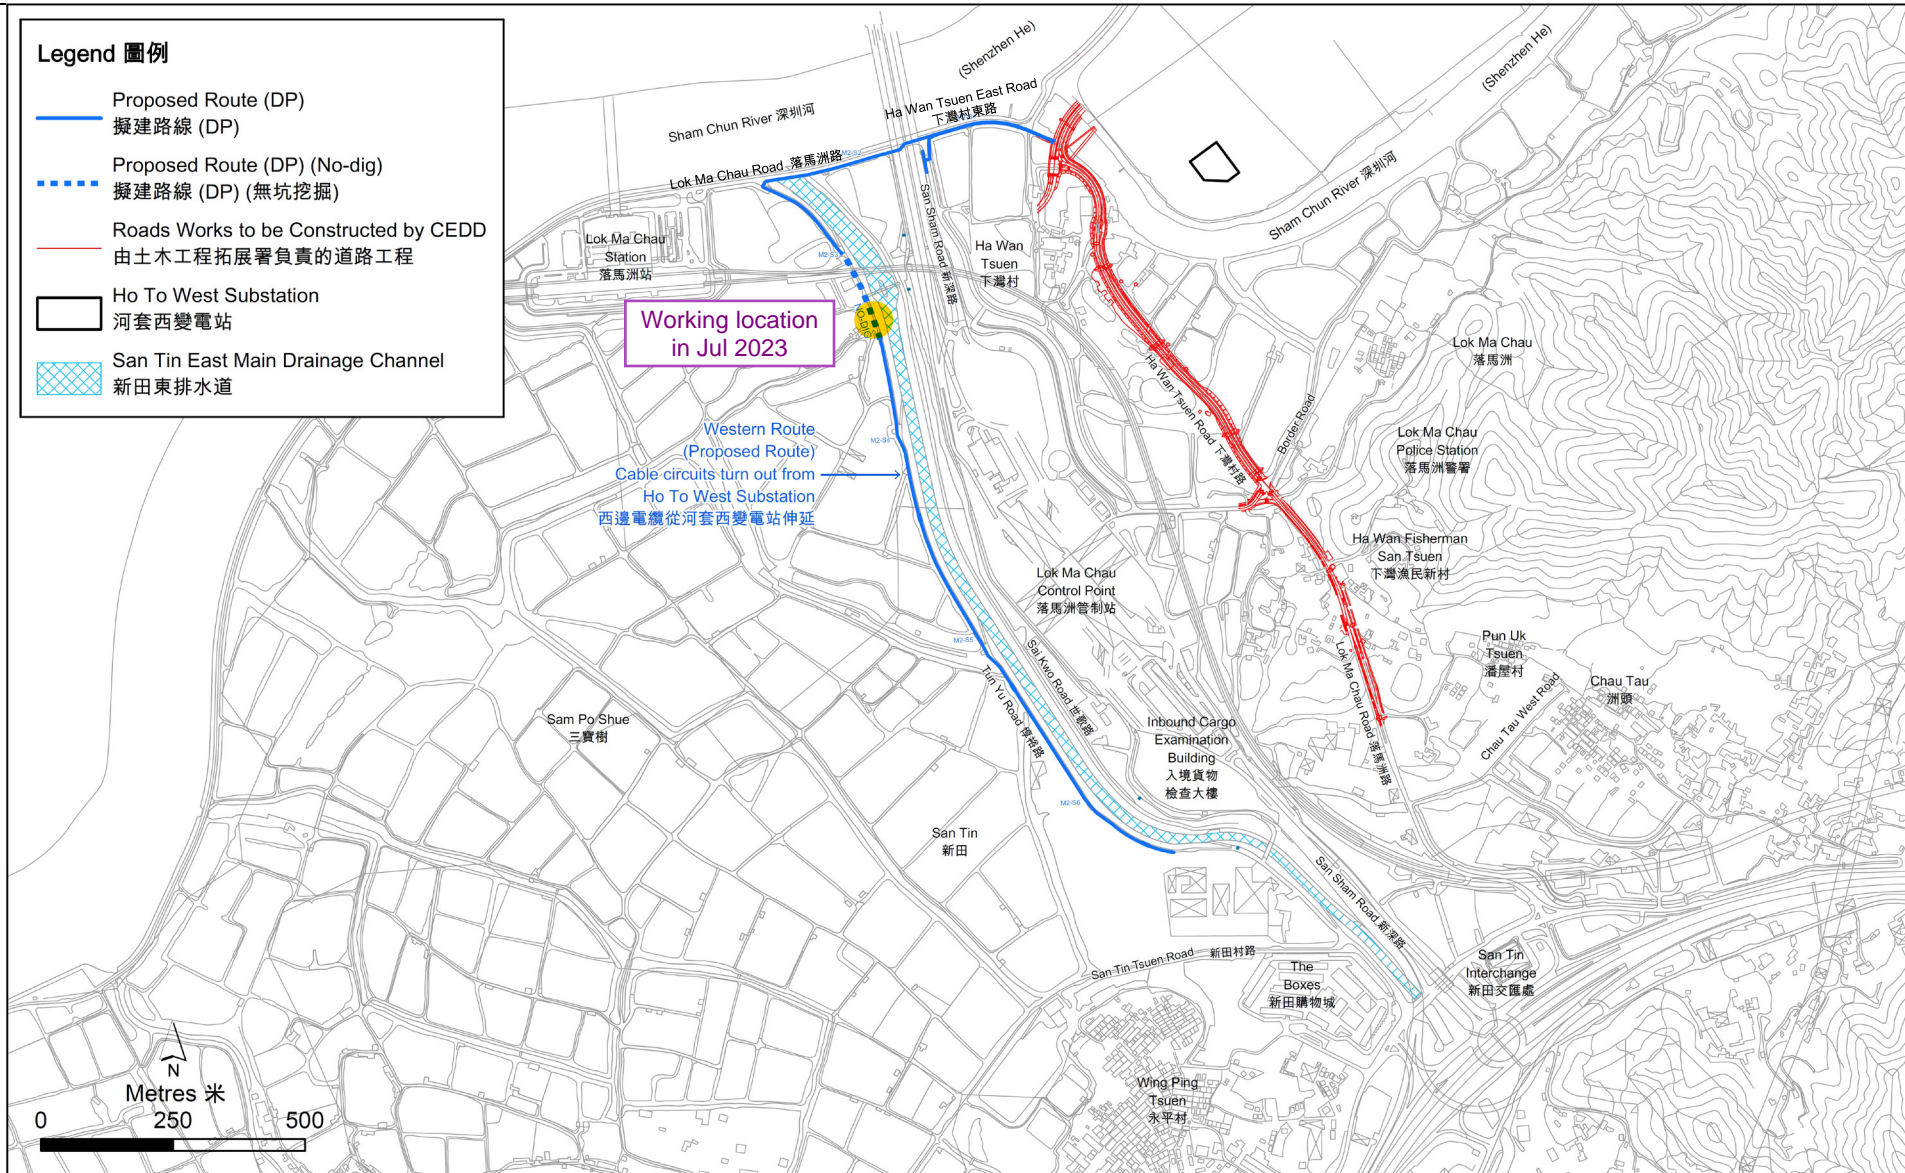 Legend 圖例
Proposed Route (DP)
擬建路線 (DP)
Proposed Route (DP) (No-dig)
擬建路線 (DP) (無坑挖掘)
Roads Works to be Constructed by CEDD
由土木工程拓展署負責的道路工程
Ho To West Substation
河套西變電站
San Tin East Main Drainage Channel
新田東排水道
(Shenzhen He)
(Shenzhen He)
Sham Chun River 深圳河
Ha Wan Tsuen East Road
下灣村東路
M2-S2
Lok Ma Chau Road 落馬洲路
Sham Chun River 深圳河
San Sham Road 新深路
Lok Ma Chau
Station
落馬洲站
M2-S3
Ha Wan
Tsuen
下灣村
NO-DIG
Working location
in Jul 2023
Lok Ma Chau
落馬洲
Ha Wan Tsuen Road 下灣村路
Border Road
Western Route
(Proposed Route)
Cable circuits turn out from
Ho To West Substation
西邊電纜從河套西變電站伸延
M2-S4
Lok Ma Chau
Police Station
落馬洲警署
Ha Wan Fisherman
San Tsuen
下灣漁民新村
Lok Ma Chau
Control Point
落馬洲管制站
M2-S5
Sai Kwo Road 世歌路
Tun Yu Road 惇裕路
Lok Ma Chau Road 落馬洲路
Pun Uk
Tsuen
潘屋村
Chau Tau
洲頭
Chau Tau West Road
Sam Po Shue
三寶樹
Inbound Cargo
Examination
Building
入境貨物
檢查大樓
M2-S6
San Tin
新田
San Sham Road 新深路
San Tin Tsuen Road 新田村路
The
Boxes
新田購物城
San Tin
Interchange
新田交匯處
Wing Ping
Tsuen
永平村
N
Metres 米
0 250 500